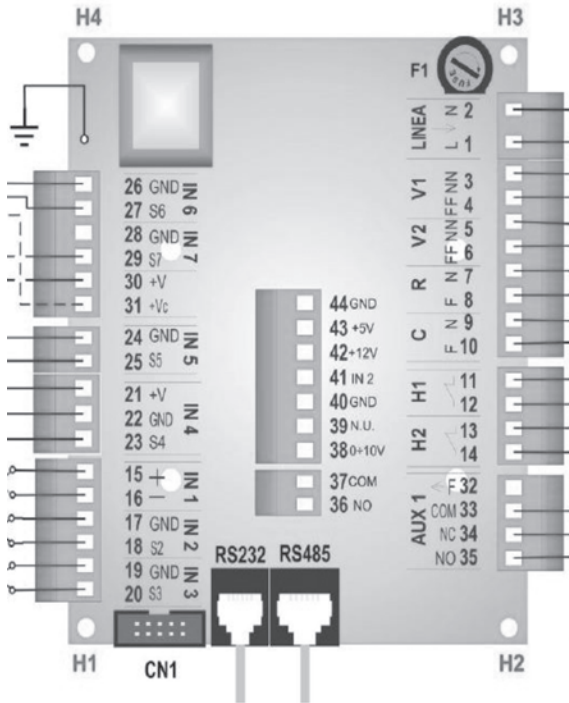 H4
H3
F1
N 2
L 1
LINEA
26 GND
27 S6
IN 6
28 GND
29 S7
IN 7
30 +V
31 +Vc
24 GND
25 S5
IN 5
21 +V
22 GND
23 S4
IN 4
15 +
16 −
IN 1
17 GND
18 S2
IN 2
19 GND
20 S3
IN 3
44 GND
43 +5V
42 +12V
41 IN 2
40 GND
39 N.U.
38 0+10V
37 COM
36 NO
V1
N 3
F 4
V2
N 5
F 6
R
N 7
F 8
C
N 9
F 10
H1
11
12
H2
13
14
AUX 1
F 32
COM 33
NC 34
NO 35
RS232
RS485
H1
CN1
H2